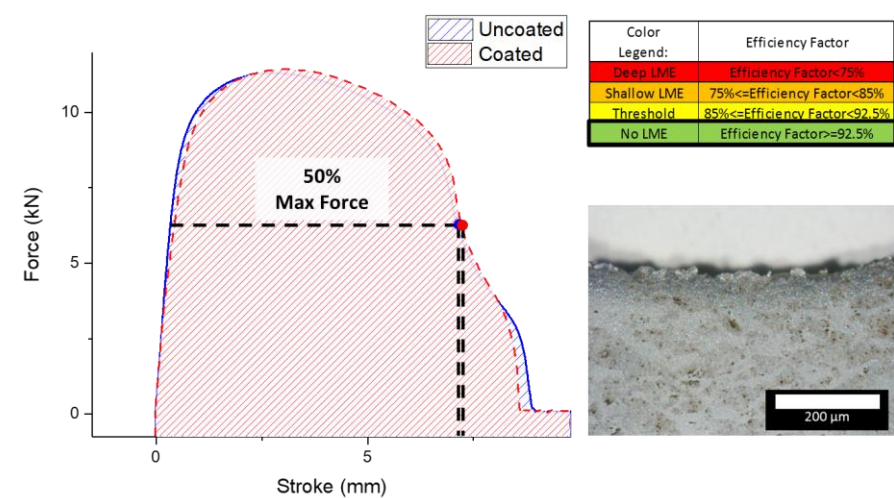 Uncoated
Coated
10
5
0
0
5
Force (kN)
Stroke (mm)
50%
Max Force
Color
Legend:
Efficiency Factor
Deep LME
Efficiency Factor<75%
Shallow LME
75%<=Efficiency Factor<85%
Threshold
85%<=Efficiency Factor<92.5%
No LME
Efficiency Factor>=92.5%
200 µm